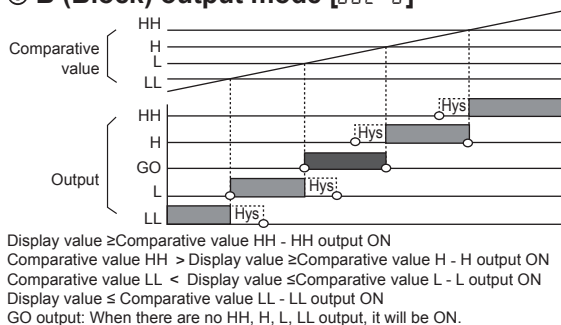 B (Block) output mode
HH
H
L
LL
Comparative
value
HH
H
GO
L
LL
Output
Hys
Hys
Hys
Hys
Display value ≥Comparative value HH - HH output ON
Comparative value HH > Display value ≥Comparative value H - H output ON
Comparative value LL < Display value ≤Comparative value L - L output ON
Display value ≤ Comparative value LL - LL output ON
GO output: When there are no HH, H, L, LL output, it will be ON.